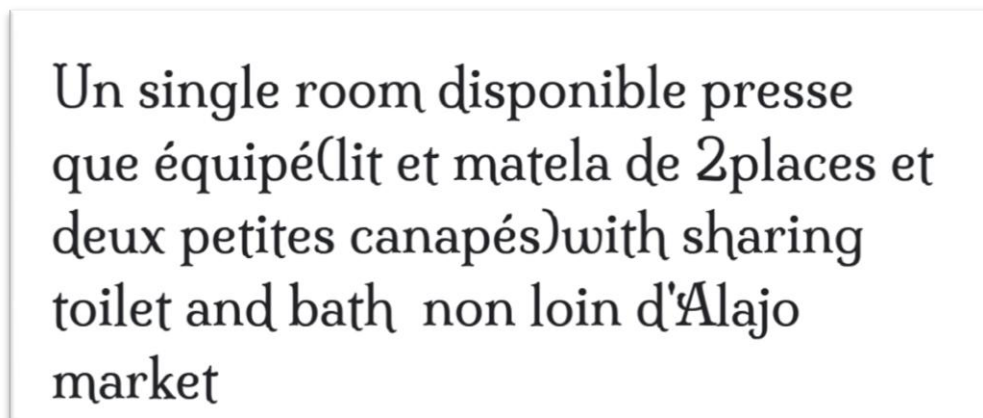 Un single room disponible presse
que équipé(lit et matela de 2places et
deux petites canapés)with sharing
toilet and bath  non loin d'Alajo
market